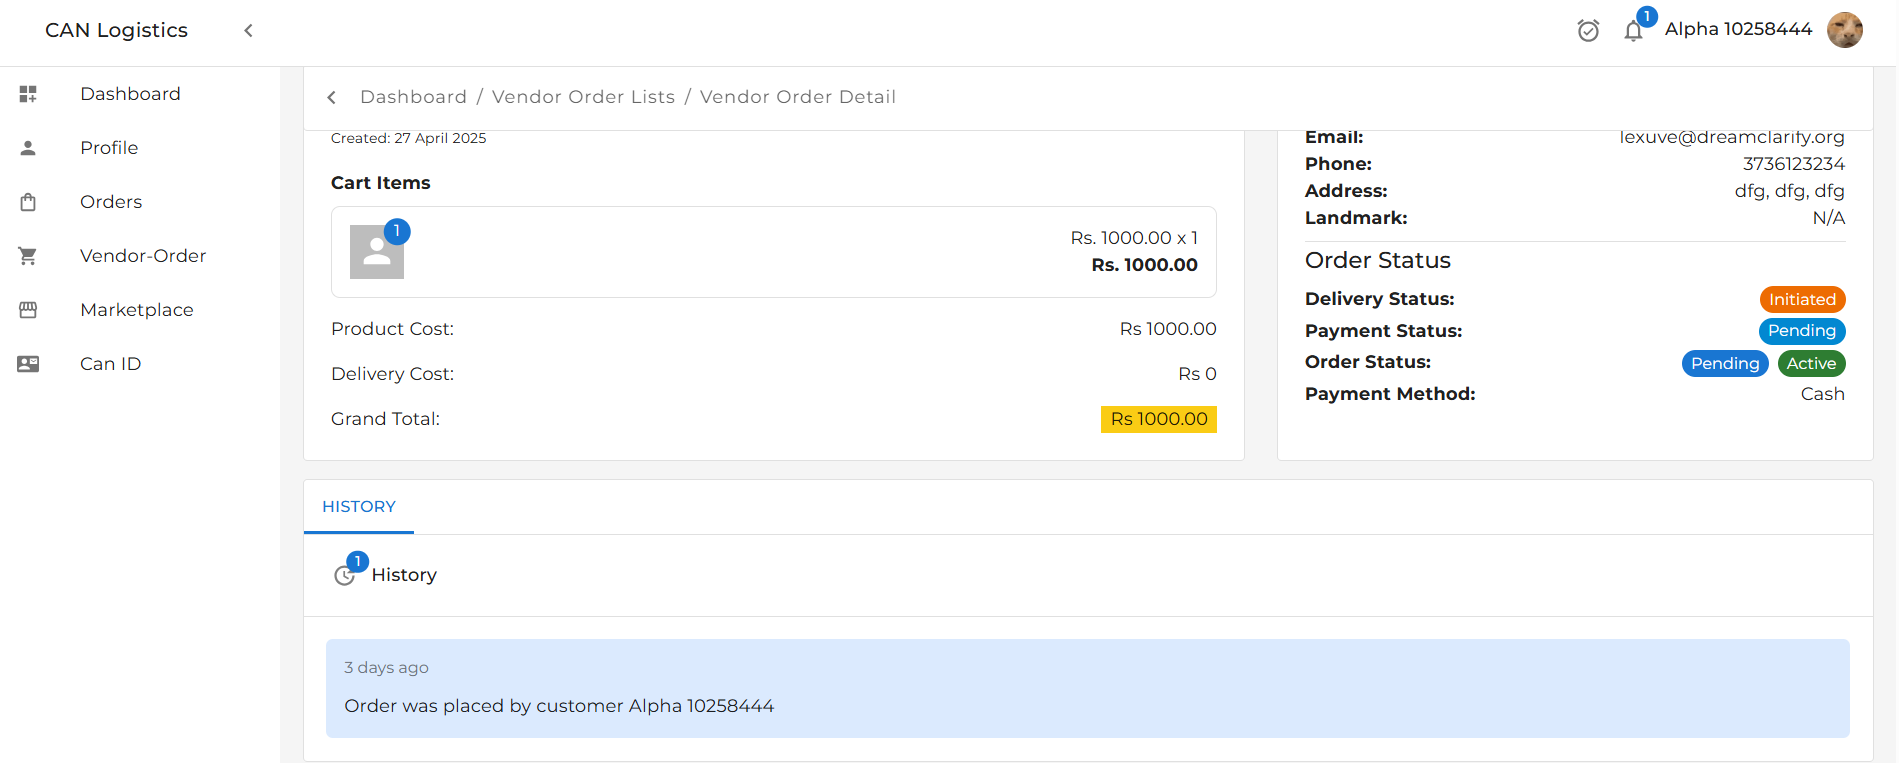 CAN Logistics
1
Alpha 10258444
Dashboard
Profile
Orders
Vendor-Order
Marketplace
Can ID
Dashboard / Vendor Order Lists / Vendor Order Detail
Created: 27 April 2025
Cart Items
1
Rs. 1000.00 x 1
Rs. 1000.00
Product Cost: Rs 1000.00
Delivery Cost: Rs 0
Grand Total: Rs 1000.00
Email: lexuve@dreamclarify.org
Phone: 3736123234
Address: dfg, dfg, dfg
Landmark: N/A
Order Status
Delivery Status: Initiated
Payment Status: Pending
Order Status: Pending Active
Payment Method: Cash
HISTORY
1
History
3 days ago
Order was placed by customer Alpha 10258444